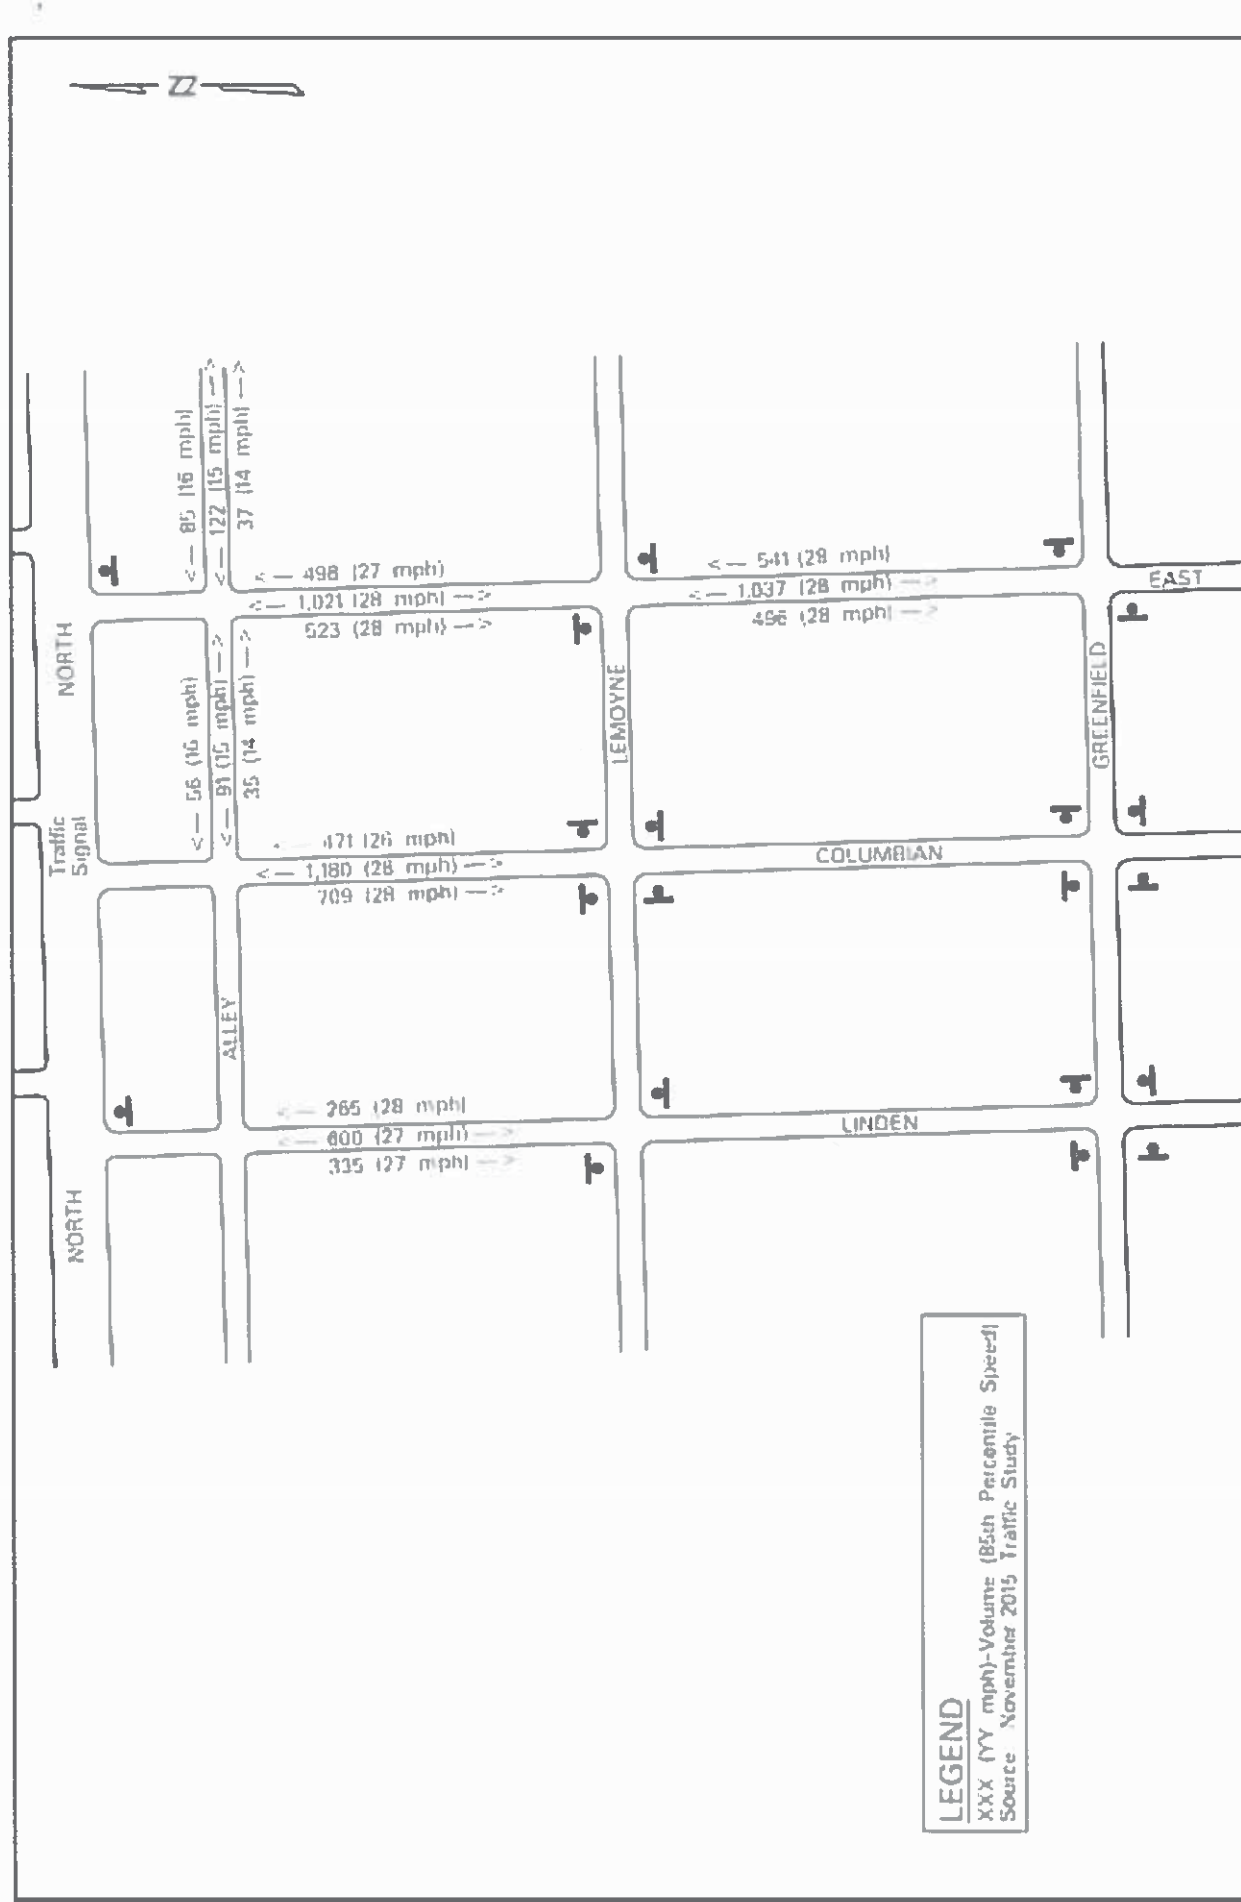 NORTH
Traffic
Signal
NORTH
<— 85 (16 mph)
<— 122 (15 mph) —>
37 (14 mph) —>
<— 56 (16 mph)
<— 91 (15 mph) —>
35 (14 mph) —>
ALLEY
<— 498 (27 mph)
<— 1,021 (28 mph) —>
523 (28 mph) —>
<— 471 (26 mph)
<— 1,180 (28 mph) —>
709 (28 mph) —>
<— 265 (28 mph)
<— 600 (27 mph) —>
335 (27 mph) —>
LEMOYNE
<— 541 (28 mph)
<— 1,037 (28 mph) —>
496 (28 mph) —>
COLUMBIAN
LINDEN
GREENFIELD
EAST
LEGEND
XXX (YY mph)-Volume (85th Percentile Speed)
Source November 2015 Traffic Study